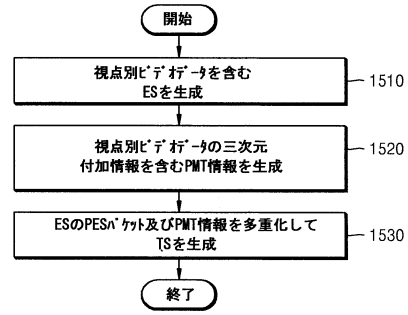 開始
視点別ﾋﾞﾃﾞｵﾃﾞｰﾀを含む
ESを生成
1510
視点別ﾋﾞﾃﾞｵﾃﾞｰﾀの三次元
付加情報を含むPMT情報を生成
1520
ESのPESﾊﾟｹｯﾄ及びPMT情報を多重化して
TSを生成
1530
終了